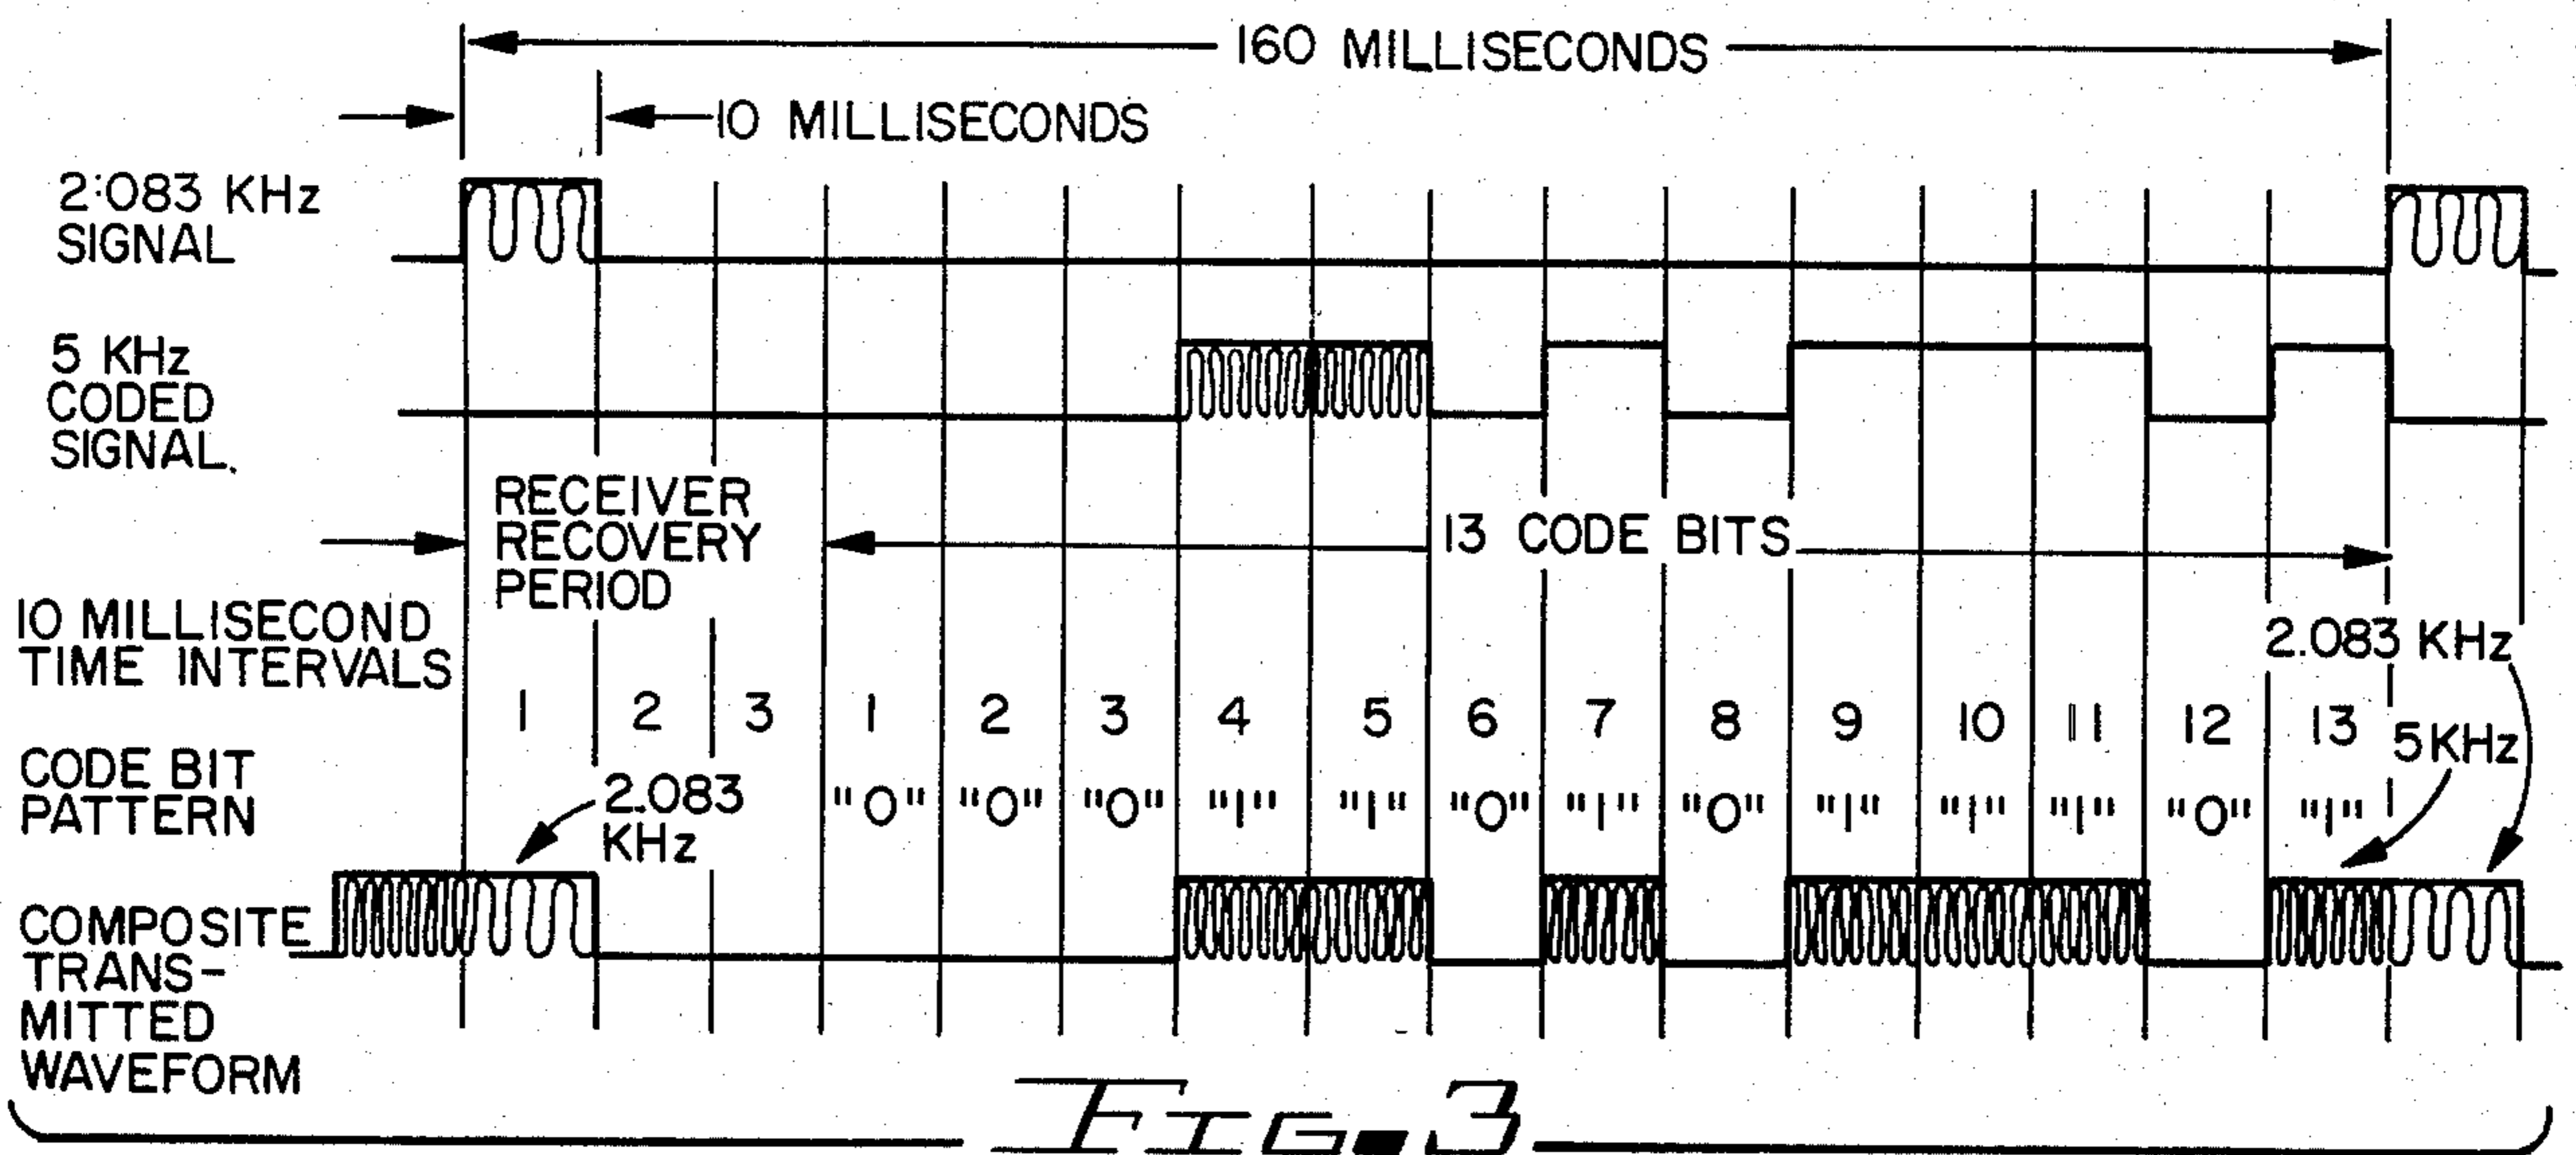 160 MILLISECONDS
10 MILLISECONDS
2:083 KHz
SIGNAL
5 KHz
CODED
SIGNAL.
RECEIVER
RECOVERY
PERIOD
13 CODE BITS
10 MILLISECOND
TIME INTERVALS
1 2 3 1 2 3 4 5 6 7 8 9 10 11 12 13
2.083 KHz
5KHz
CODE BIT
PATTERN
"0" "0" "0" "1" "1" "0" "1" "0" "1" "1" "1" "0" "1"
2.083
KHz
COMPOSITE
TRANS-
MITTED
WAVEFORM
FIG. 3